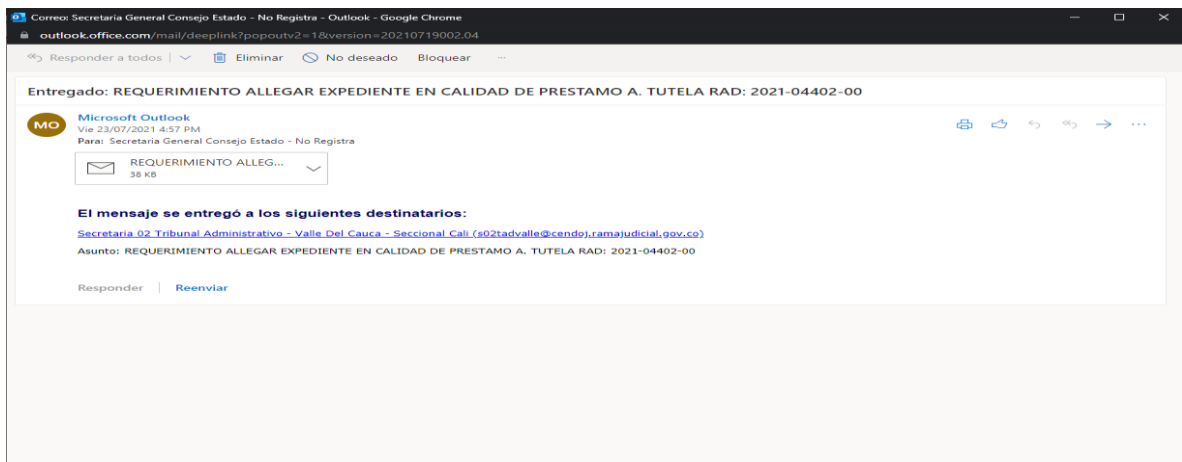 Correo: Secretaria General Consejo Estado - No Registra - Outlook - Google Chrome
outlook.office.com/mail/deeplink?popoutv2=1&version=20210719002.04
Responder a todos | Eliminar No deseado Bloquear ...
Entregado: REQUERIMIENTO ALLEGAR EXPEDIENTE EN CALIDAD DE PRESTAMO A. TUTELA RAD: 2021-04402-00
MO
Microsoft Outlook
Vie 23/07/2021 4:57 PM
Para: Secretaria General Consejo Estado - No Registra
REQUERIMIENTO ALLEG...
38 KB
El mensaje se entregó a los siguientes destinatarios:
Secretaria 02 Tribunal Administrativo - Valle Del Cauca - Seccional Cali (s02tadvalle@cendoj.ramajudicial.gov.co)
Asunto: REQUERIMIENTO ALLEGAR EXPEDIENTE EN CALIDAD DE PRESTAMO A. TUTELA RAD: 2021-04402-00
Responder | Reenviar